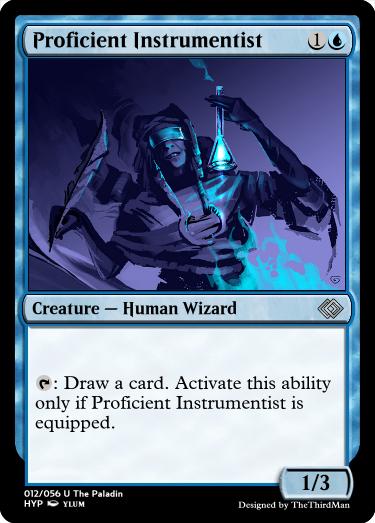 Proficient Instrumentist 1
Creature — Human Wizard
: Draw a card. Activate this ability
only if Proficient Instrumentist is
equipped.
1/3
012/056 U The Paladin
HYP YLUM
Designed by TheThirdMan